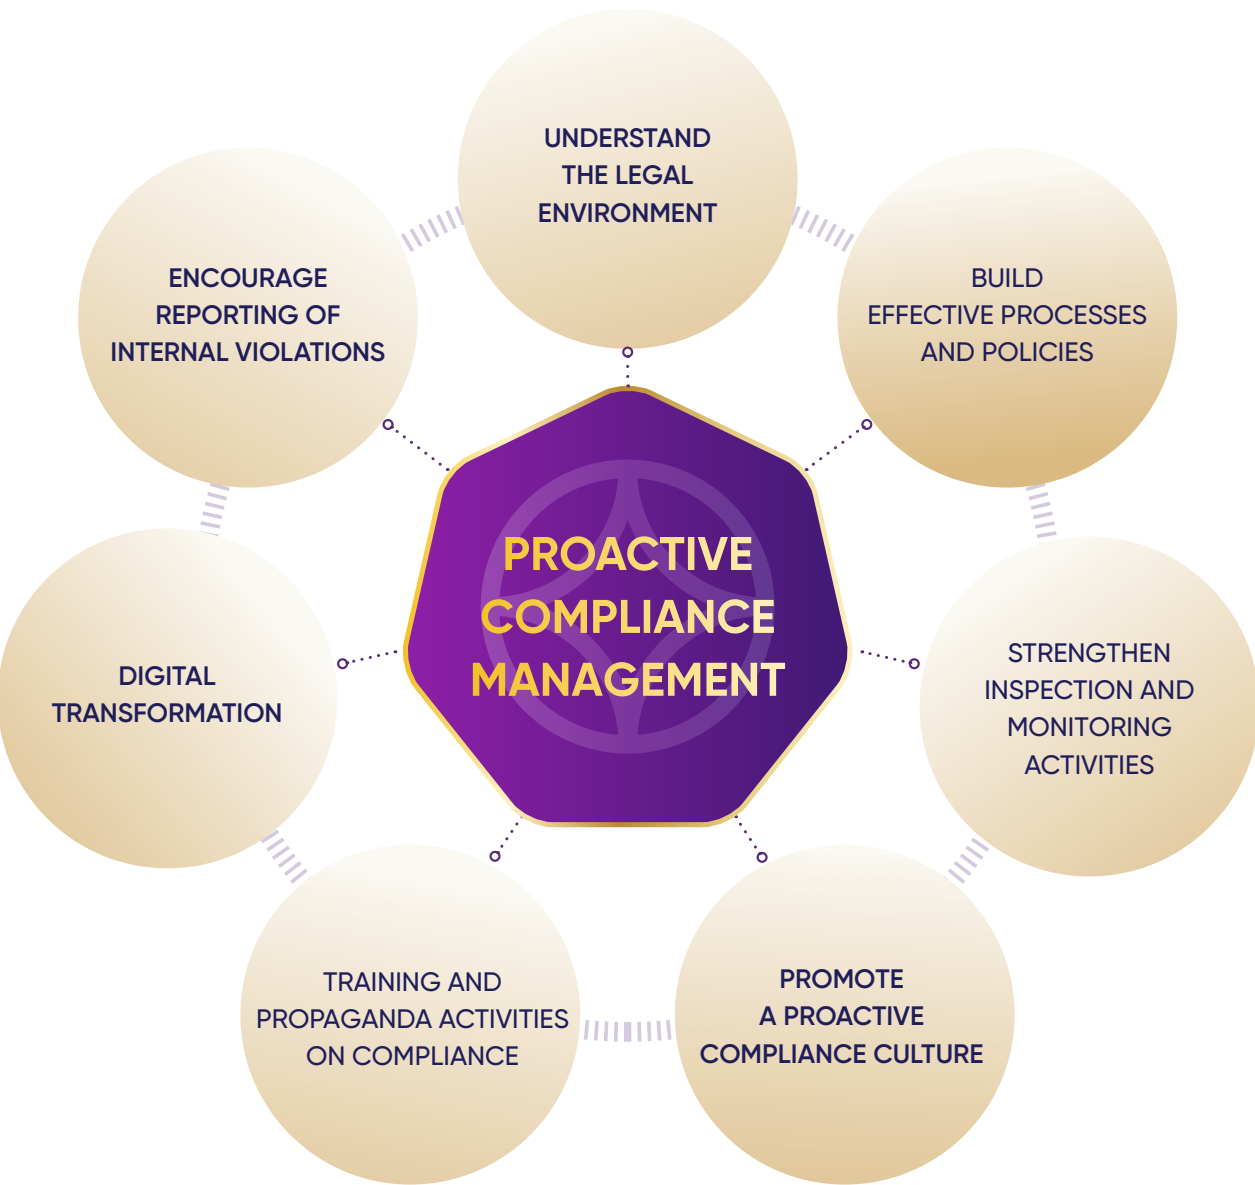 UNDERSTAND
THE LEGAL
ENVIRONMENT
BUILD
EFFECTIVE PROCESSES
AND POLICIES
STRENGTHEN
INSPECTION AND
MONITORING
ACTIVITIES
PROMOTE
A PROACTIVE
COMPLIANCE CULTURE
TRAINING AND
PROPAGANDA ACTIVITIES
ON COMPLIANCE
DIGITAL
TRANSFORMATION
ENCOURAGE
REPORTING OF
INTERNAL VIOLATIONS
PROACTIVE
COMPLIANCE
MANAGEMENT